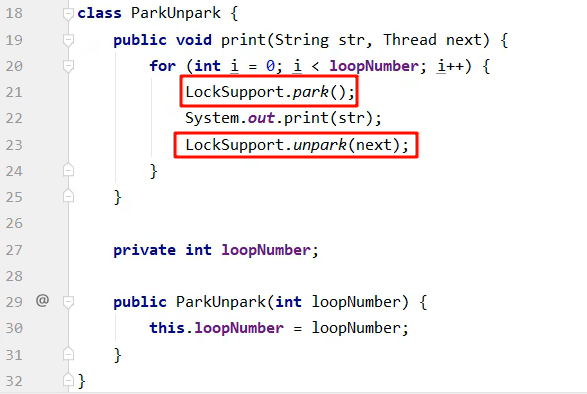 18 class ParkUnpark {
19     public void print(String str, Thread next) {
20         for (int i = 0; i < loopNumber; i++) {
21             LockSupport.park();
22             System.out.print(str);
23             LockSupport.unpark(next);
24         }
25     }
26
27     private int loopNumber;
28
29 @   public ParkUnpark(int loopNumber) {
30         this.loopNumber = loopNumber;
31     }
32 }